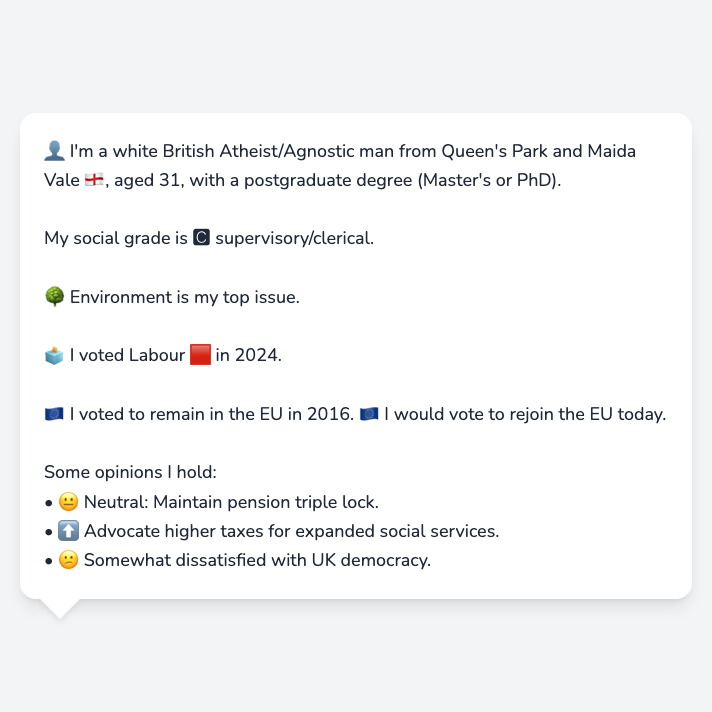 👤 I'm a white British Atheist/Agnostic man from Queen's Park and Maida
Vale 🏴󠁧󠁢󠁥󠁮󠁧󠁿, aged 31, with a postgraduate degree (Master's or PhD).
My social grade is 🅲 supervisory/clerical.
🌳 Environment is my top issue.
🗳️ I voted Labour 🟥 in 2024.
🇪🇺 I voted to remain in the EU in 2016. 🇪🇺 I would vote to rejoin the EU today.
Some opinions I hold:
• 😐 Neutral: Maintain pension triple lock.
• ⬆️ Advocate higher taxes for expanded social services.
• 😕 Somewhat dissatisfied with UK democracy.